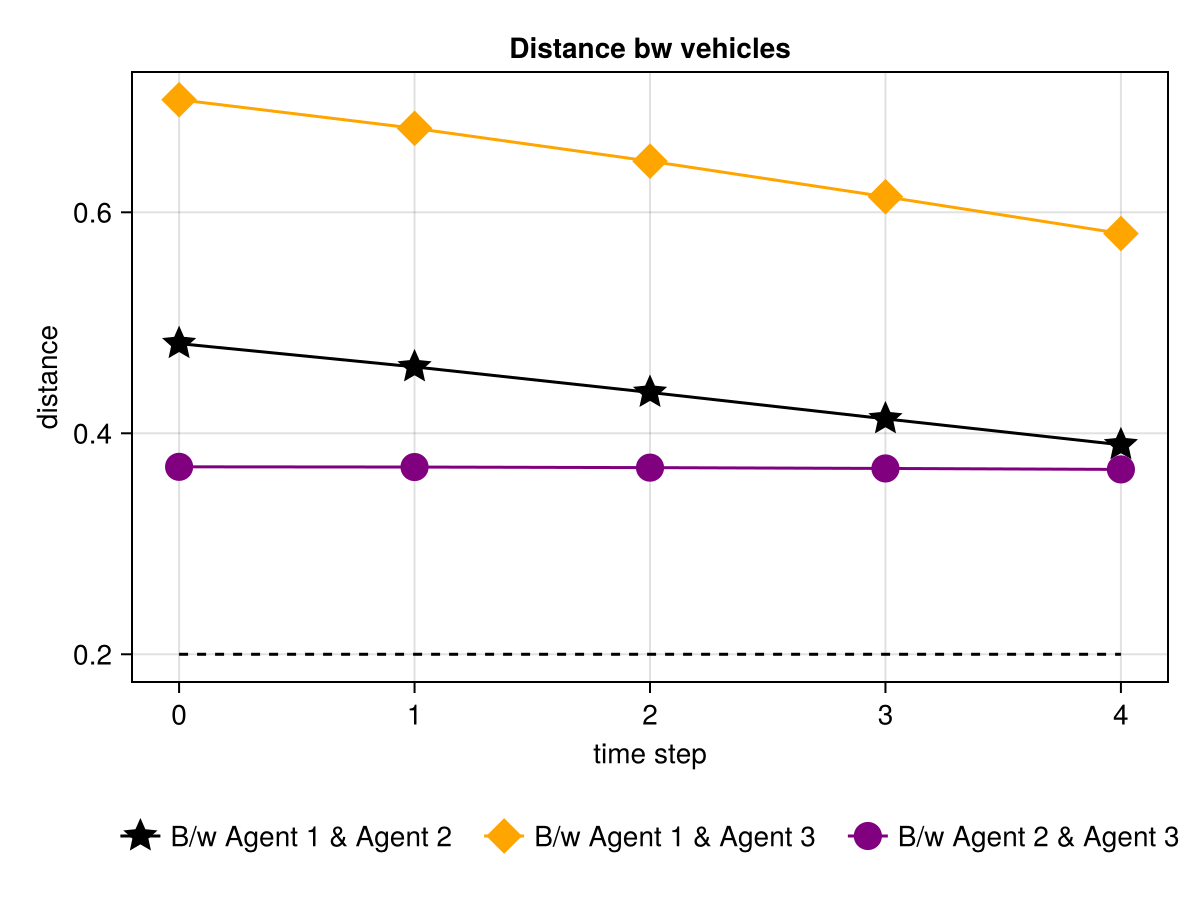 Distance bw vehicles
distance
0.6
0.4
0.2
0 1 2 3 4
time step
B/w Agent 1 & Agent 2 B/w Agent 1 & Agent 3 B/w Agent 2 & Agent 3